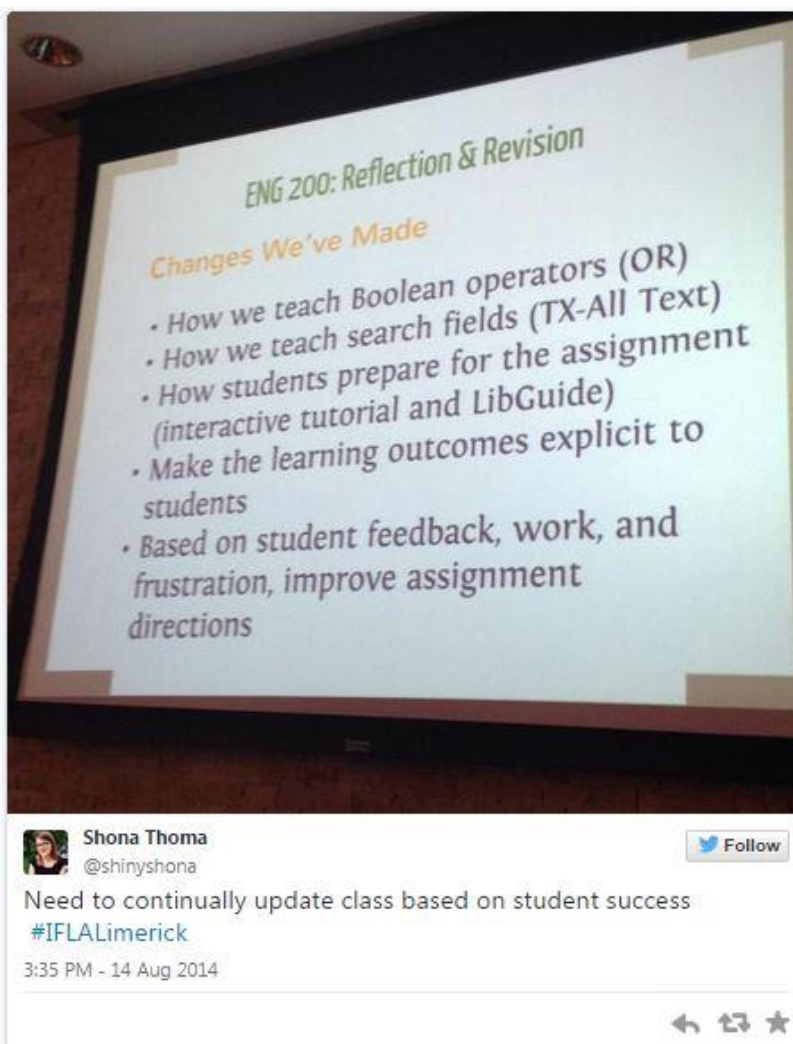 ENG 200: Reflection & Revision
Changes We've Made
• How we teach Boolean operators (OR)
• How we teach search fields (TX-All Text)
• How students prepare for the assignment
(interactive tutorial and LibGuide)
• Make the learning outcomes explicit to
students
• Based on student feedback, work, and
frustration, improve assignment
directions
Shona Thoma
@shinyshona
Follow
Need to continually update class based on student success
#IFLALimerick
3:35 PM - 14 Aug 2014